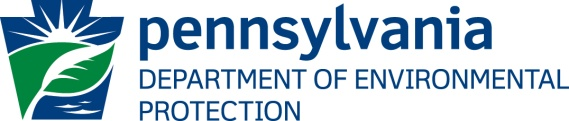 pennsylvania
DEPARTMENT OF ENVIRONMENTAL
PROTECTION